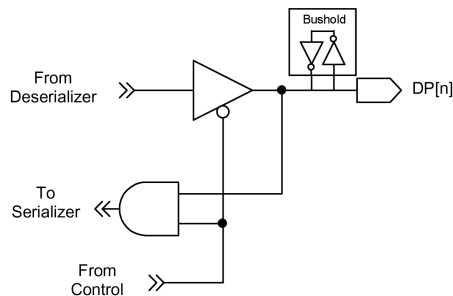 Bushold
From
Deserializer
DP[n]
To
Serializer
From
Control